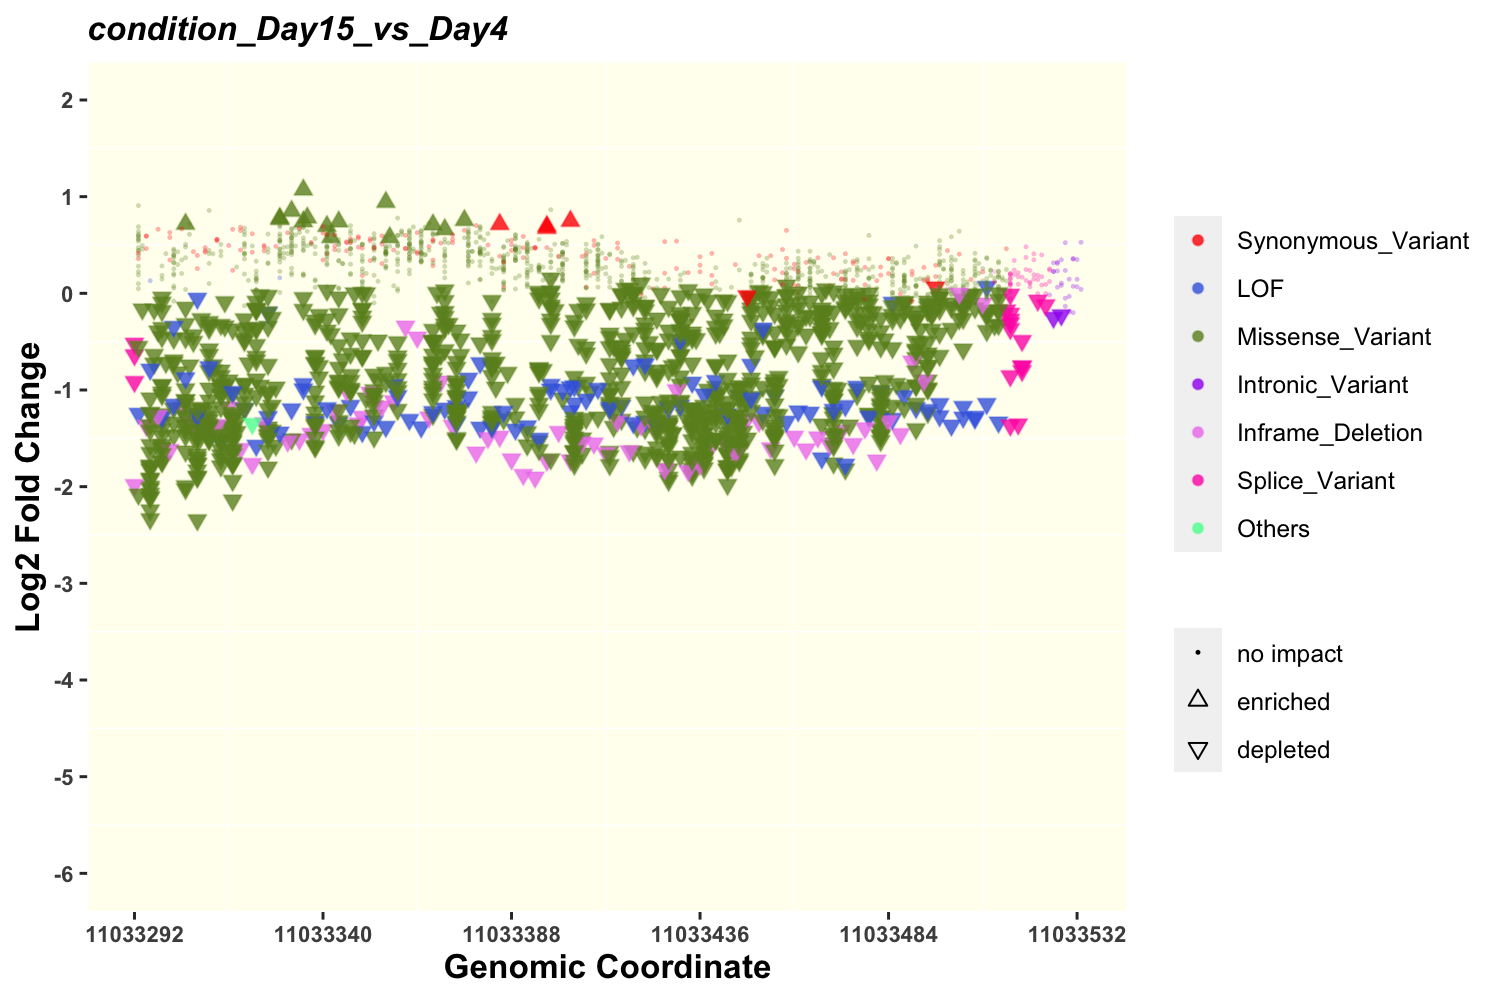 condition_Day15_vs_Day4
Log2 Fold Change
2
1
0
-1
-2
-3
-4
-5
-6
11033292 11033340 11033388 11033436 11033484 11033532
Genomic Coordinate
Synonymous_Variant
LOF
Missense_Variant
Intronic_Variant
Inframe_Deletion
Splice_Variant
Others
no impact
enriched
depleted